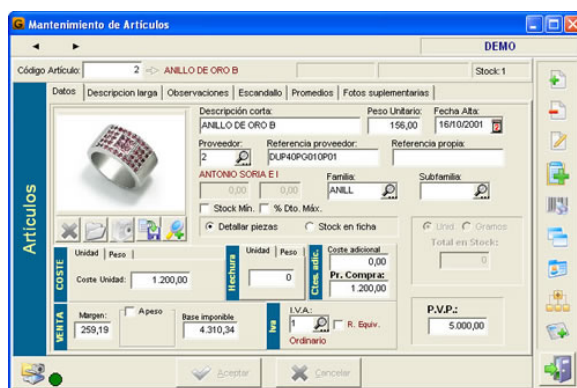 Mantenimiento de Artículos
DEMO
Código Artículo: 2 ANILLO DE ORO B Stock:1
Datos Descripcion larga Observaciones Escandallo Promedios Fotos suplementarias
Descripción corta: Peso Unitario: Fecha Alta:
ANILLO DE ORO B 156,00 16/10/2001
Proveedor: Referencia proveedor: Referencia propia:
2 DUP40PG010P01
ANTONIO SORIA E I Familia: Subfamilia:
0,00 0,00 ANILL
Stock Mín. % Dto. Máx.
Detallar piezas Stock en ficha Unid. Gramos
Total en Stock:
0
Artículos
COSTE Unidad Peso
Coste Unidad: 1.200,00
Hechura Unidad Peso
0
Ctes. adic. Coste adicional
0,00
Pr. Compra:
1.200,00
VENTA Margen: Apeso Base imponible
259,19 4.310,34
Iva I.V.A.: R. Equiv.
1
Ordinario
P.V.P.:
5.000,00
Aceptar Cancelar